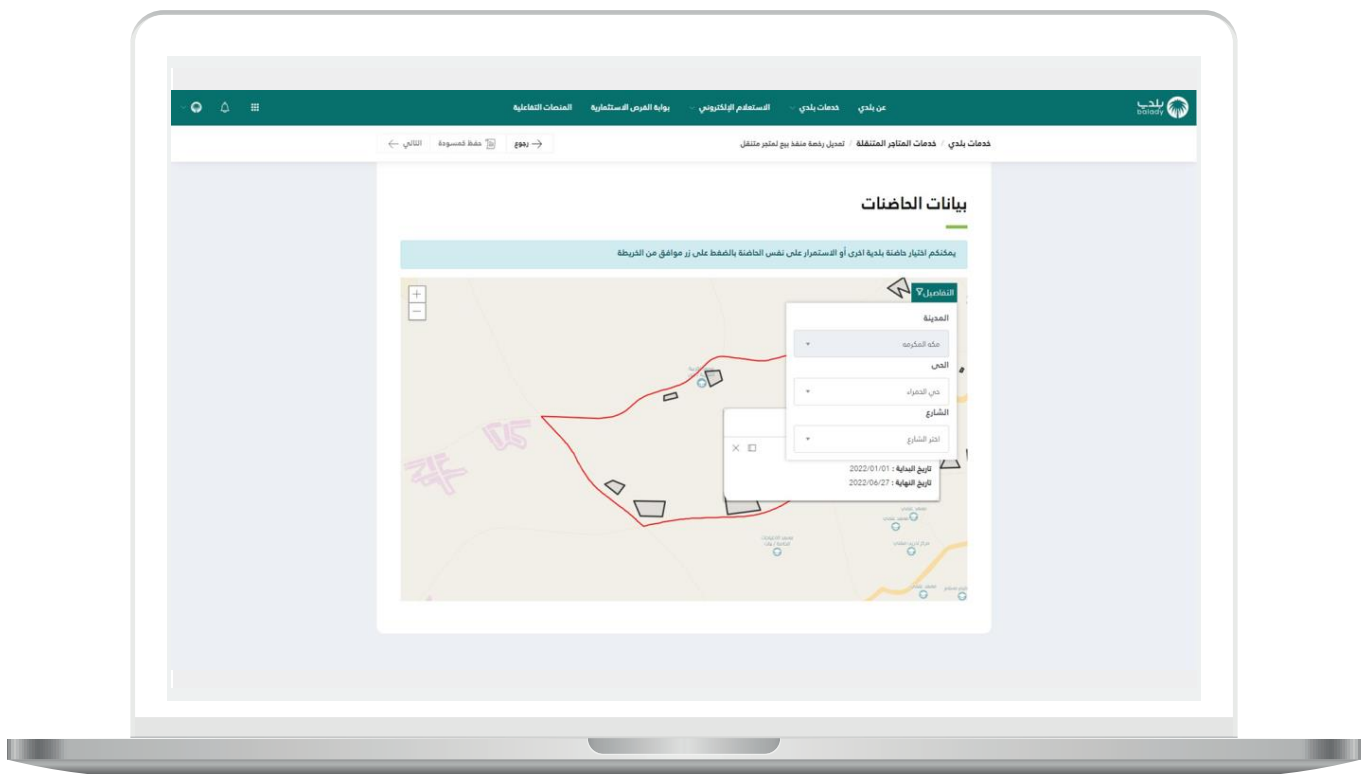 بلدي
balady
عن بلدي
خدمات بلدي
الاستعلام الإلكتروني
بوابة الفرص الاستثمارية
المنصات التفاعلية
خدمات بلدي / خدمات المتاجر المتنقلة / تعديل رخصة منفذ بيع لمتجر متنقل
رجوع
حفظ كمسودة
التالي
بيانات الحاضنات
يمكنكم اختيار حاضنة بلدية اخرى أو الاستمرار على نفس الحاضنة بالضغط على زر موافق من الخريطة
التفاصيل
المدينة
مكه المكرمه
الحى
حي الحمراء
الشارع
اختر الشارع
تاريخ البداية : 2022/01/01
تاريخ النهاية : 2022/06/27